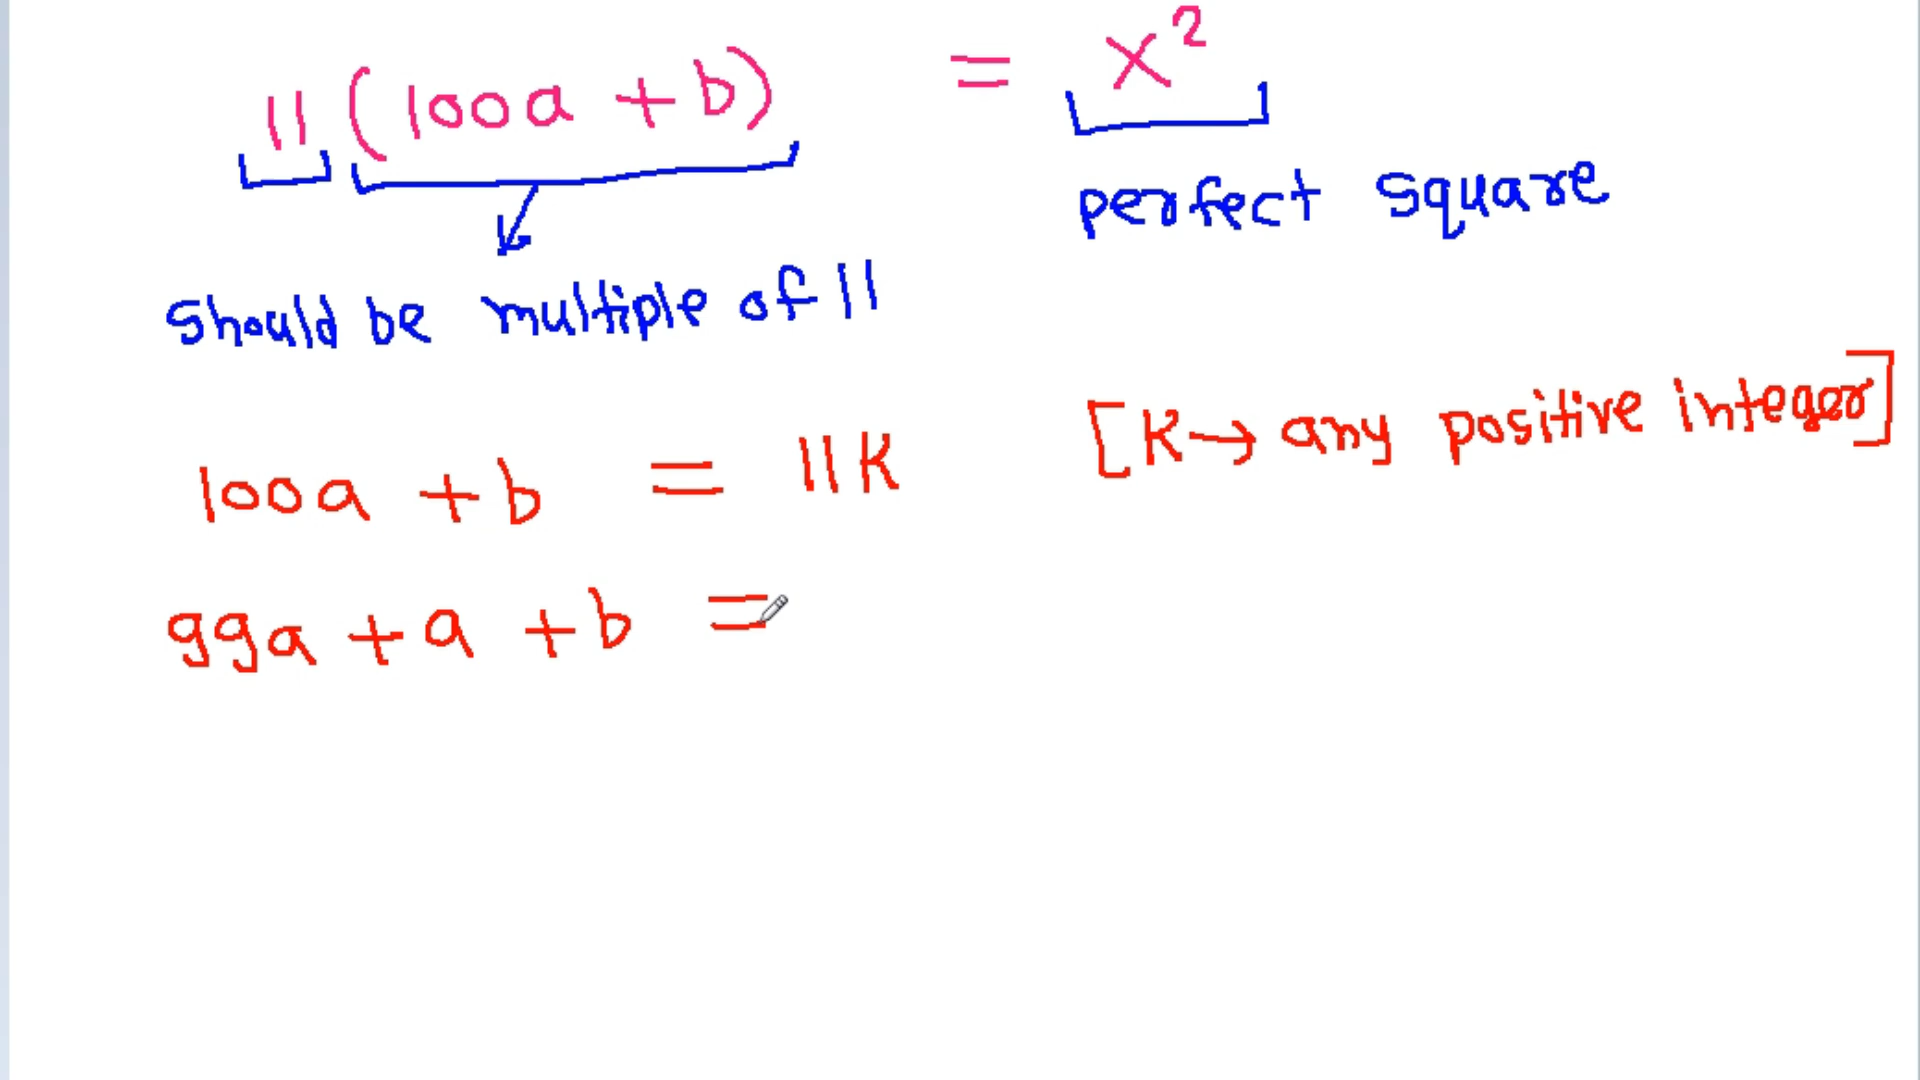 11 (100a + b) = x²
perfect square
should be multiple of 11
[K → any positive integer]
100a + b = 11K
99a + a + b =